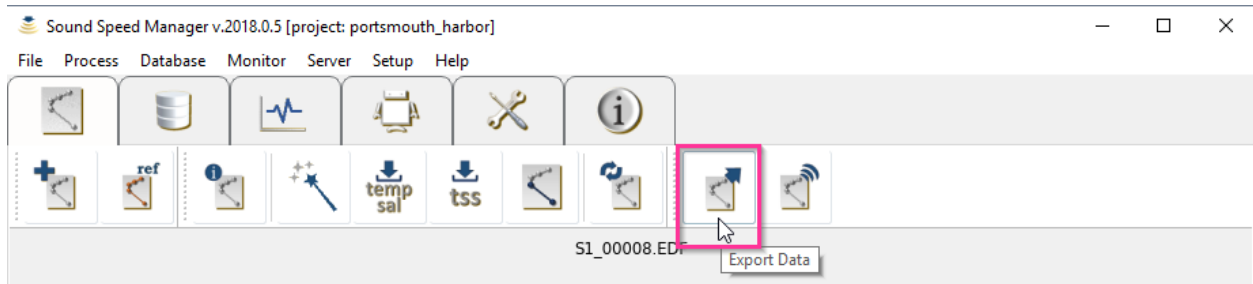 Sound Speed Manager v.2018.0.5 [project: portsmouth_harbor]
File Process Database Monitor Server Setup Help
i
ref i temp sal tss
S1_00008.EDF
Export Data